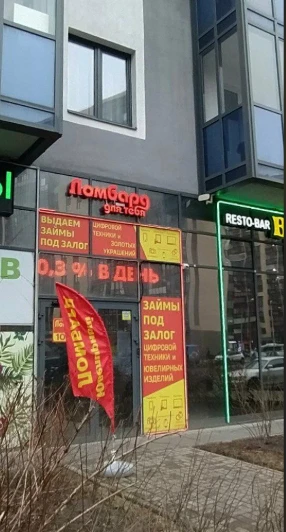 Ы
Ломбард
для тебя
RESTO-BAR
ВЫДАЕМ
ЗАЙМЫ
ПОД ЗАЛОГ
ЦИФРОВОЙ
ТЕХНИКИ и
ЗОЛОТЫХ
УКРАШЕНИЙ
В
0,3 % В ДЕНЬ
ЗАЙМЫ
ПОД
ЗАЛОГ
ЦИФРОВОЙ
ТЕХНИКИ и
ЮВЕЛИРНЫХ
ИЗДЕЛИЙ
ЛОМБАРД